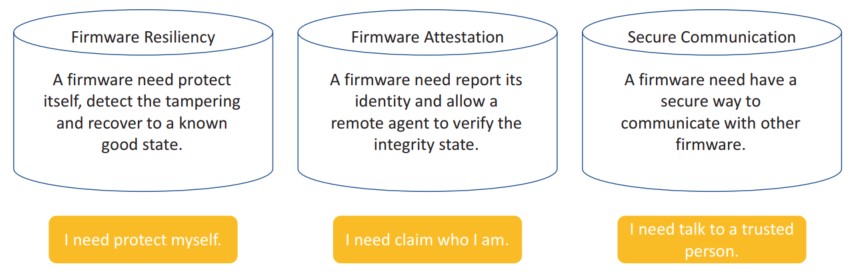 Firmware Resiliency
A firmware need protect
itself, detect the tampering
and recover to a known
good state.
I need protect myself.
Firmware Attestation
A firmware need report its
identity and allow a
remote agent to verify the
integrity state.
I need claim who I am.
Secure Communication
A firmware need have a
secure way to
communicate with other
firmware.
I need talk to a trusted
person.